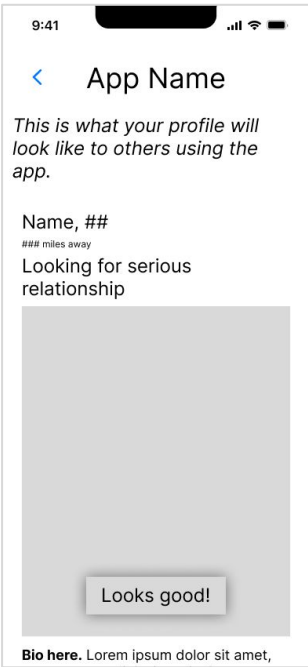 9:41
App Name
This is what your profile will
look like to others using the
app.
Name, ##
### miles away
Looking for serious
relationship
Looks good!
Bio here. Lorem ipsum dolor sit amet,